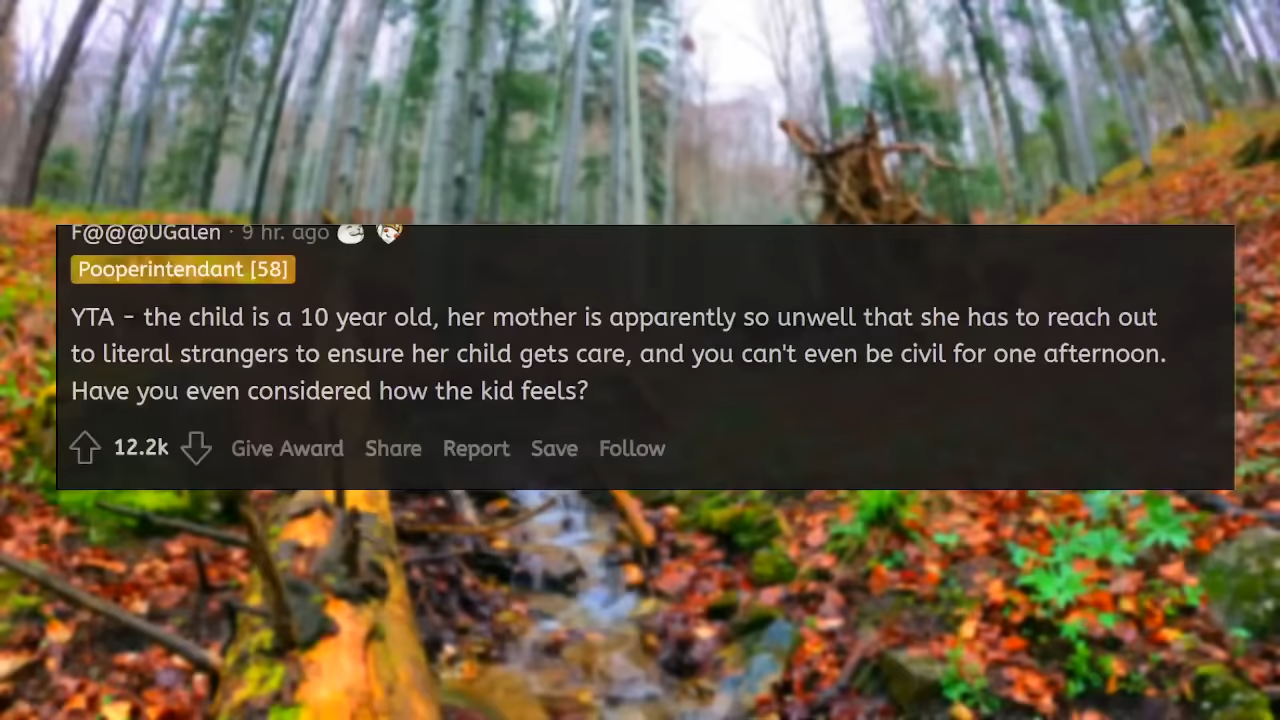 F@@@UGalen · 9 hr. ago
Pooperintendant [58]
YTA - the child is a 10 year old, her mother is apparently so unwell that she has to reach out
to literal strangers to ensure her child gets care, and you can't even be civil for one afternoon.
Have you even considered how the kid feels?
12.2k Give Award Share Report Save Follow